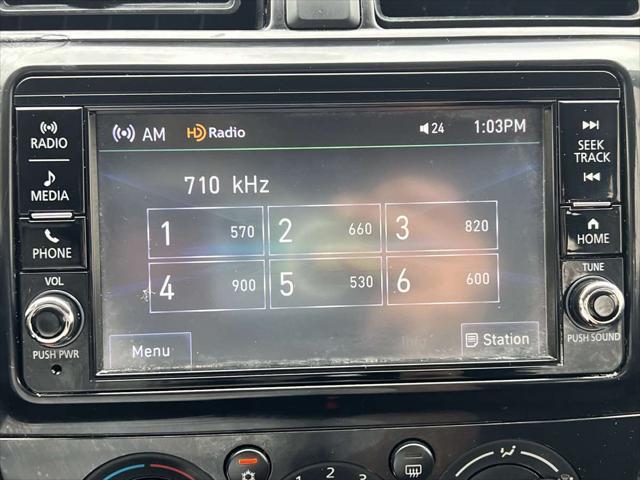 RADIO
MEDIA
PHONE
VOL
PUSH PWR
AM HD Radio 24 1:03PM
710 kHz
1 570 2 660 3 820
4 900 5 530 6 600
Menu Info Station
SEEK
TRACK
HOME
TUNE
PUSH SOUND
1 2 3